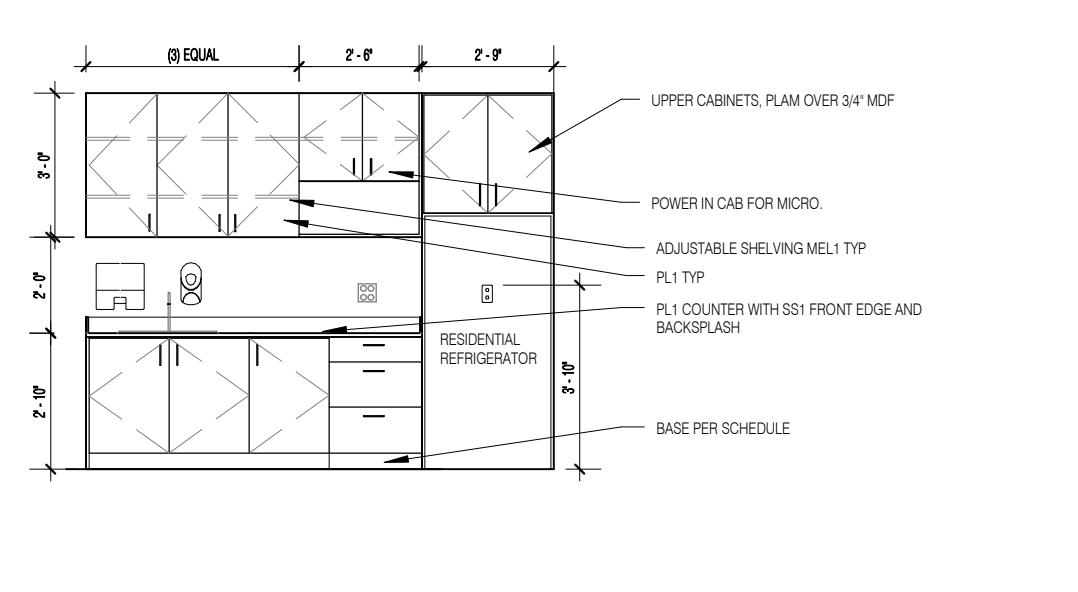 (3) EQUAL
2' - 6"
2' - 9"
UPPER CABINETS, PLAM OVER 3/4" MDF
3' - 0"
POWER IN CAB FOR MICRO.
ADJUSTABLE SHELVING MEL1 TYP
PL1 TYP
2' - 0"
PL1 COUNTER WITH SS1 FRONT EDGE AND
BACKSPLASH
RESIDENTIAL
REFRIGERATOR
3' - 10"
2' - 10"
BASE PER SCHEDULE